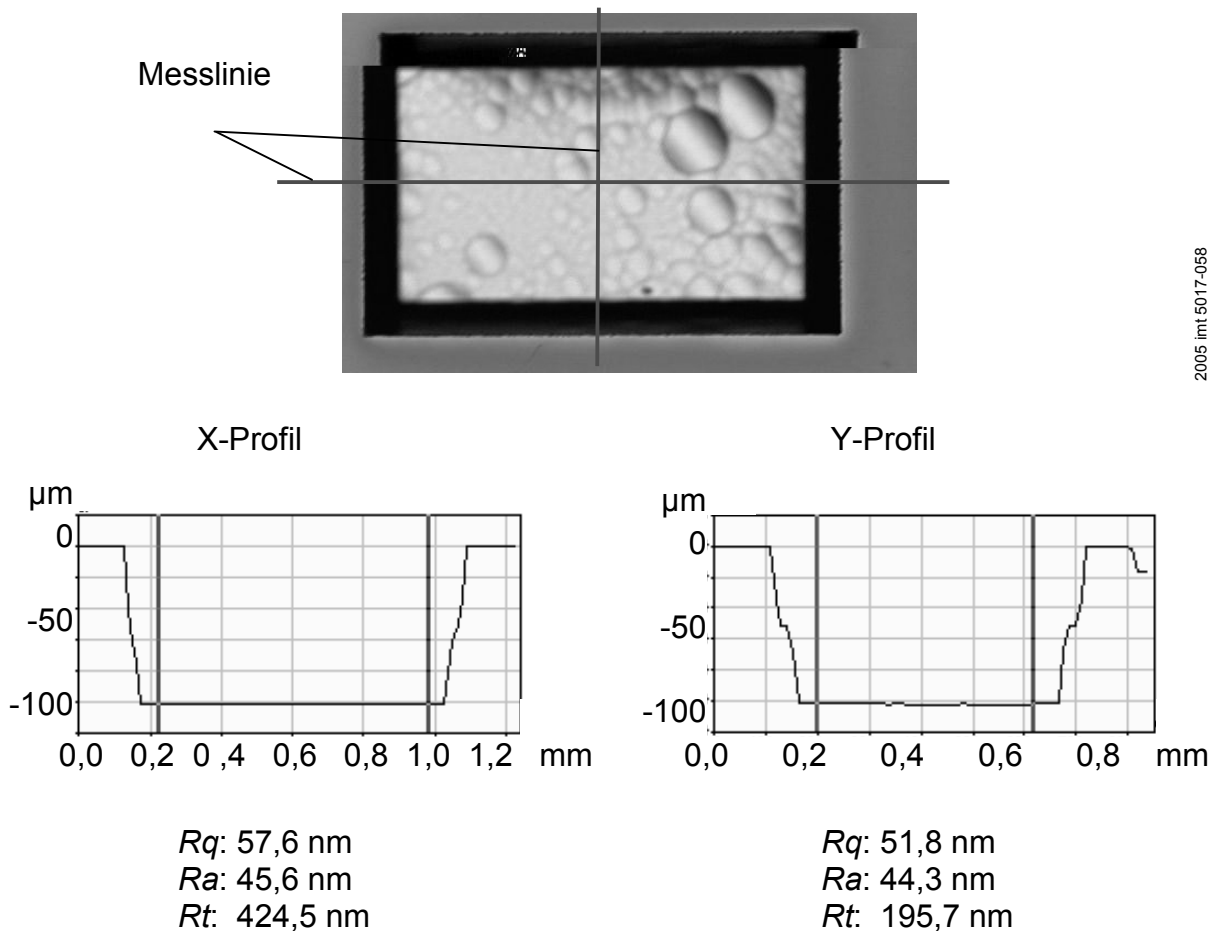 Messlinie
2005 imt 5017-058
X-Profil
µm
0
-50
-100
0,0 0,2 0 ,4 0,6 0,8 1,0 1,2 mm
Rq: 57,6 nm
Ra: 45,6 nm
Rt: 424,5 nm
Y-Profil
µm
0
-50
-100
0,0 0,2 0,4 0,6 0,8 mm
Rq: 51,8 nm
Ra: 44,3 nm
Rt: 195,7 nm